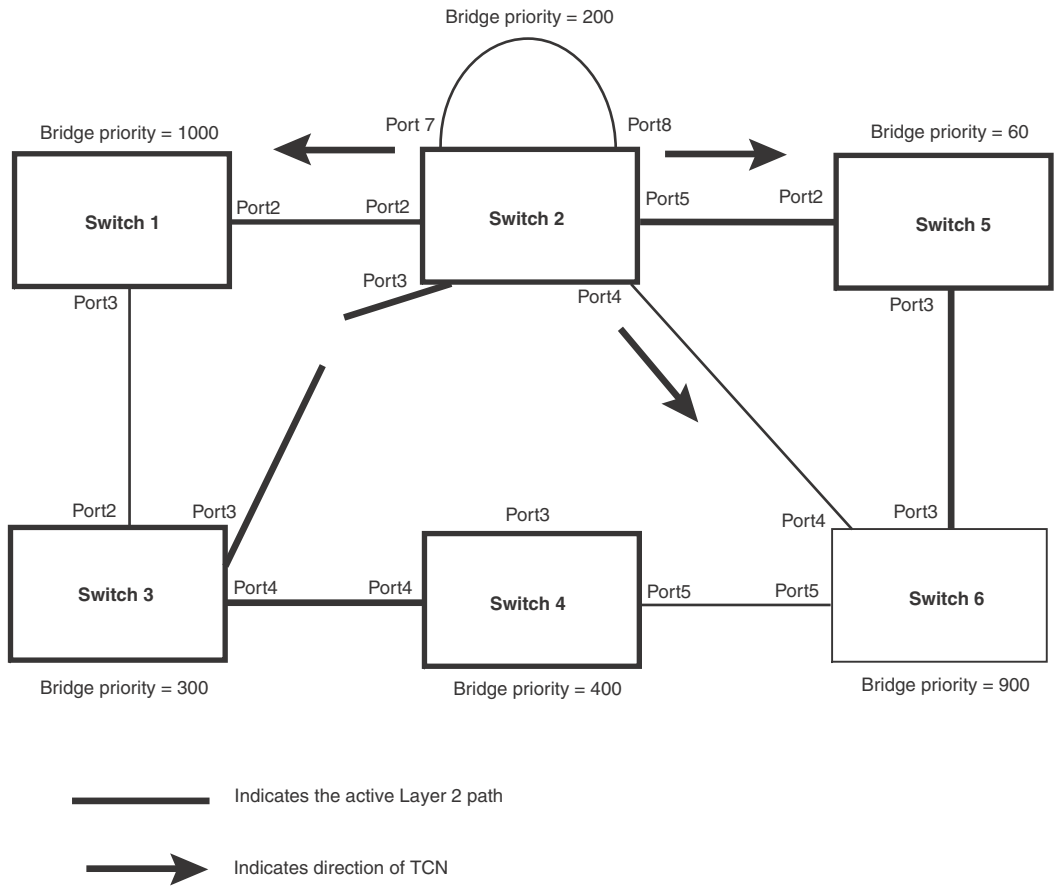 Bridge priority = 200
Port 7
Port8
Bridge priority = 1000
Bridge priority = 60
Switch 1
Port2
Port2
Switch 2
Port5
Port2
Switch 5
Port3
Port3
Port4
Port3
Port2
Port3
Port3
Port4
Port3
Switch 3
Port4
Port4
Switch 4
Port5
Port5
Switch 6
Bridge priority = 300
Bridge priority = 400
Bridge priority = 900
Indicates the active Layer 2 path
Indicates direction of TCN